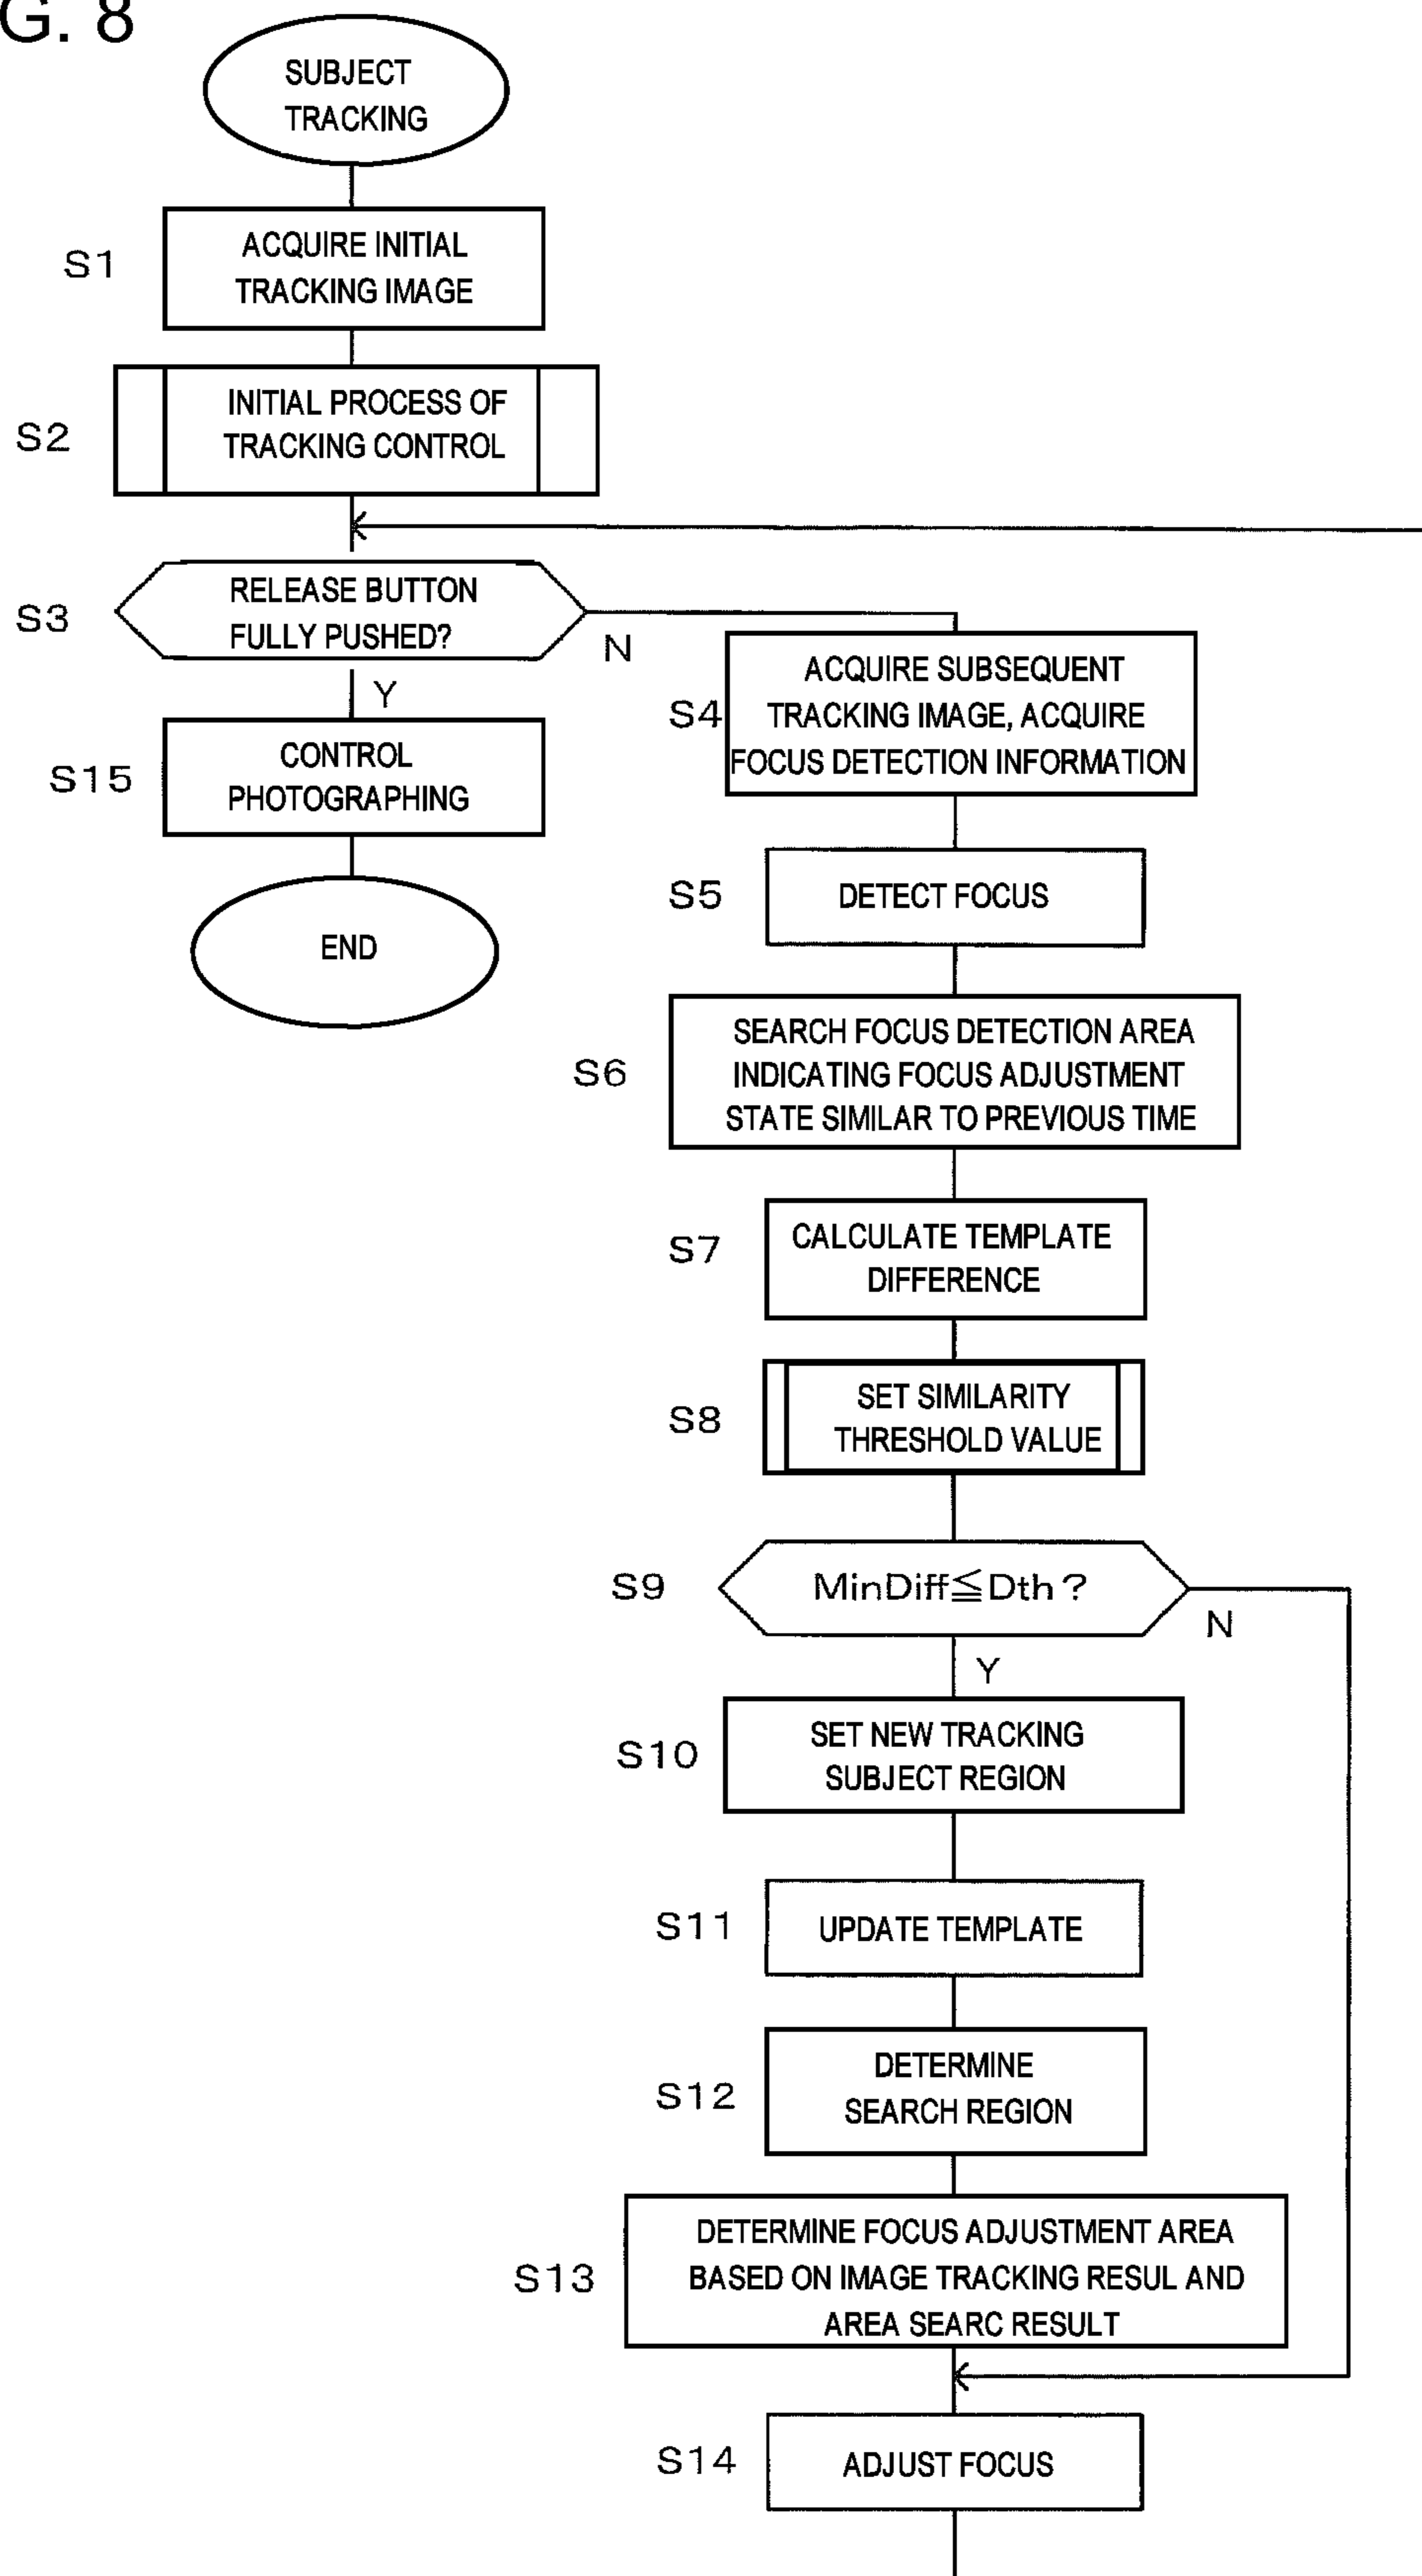 G. 8
SUBJECT
TRACKING
S1
ACQUIRE INITIAL
TRACKING IMAGE
S2
INITIAL PROCESS OF
TRACKING CONTROL
S3
RELEASE BUTTON
FULLY PUSHED?
N
Y
S15
CONTROL
PHOTOGRAPHING
END
S4
ACQUIRE SUBSEQUENT
TRACKING IMAGE, ACQUIRE
FOCUS DETECTION INFORMATION
S5
DETECT FOCUS
S6
SEARCH FOCUS DETECTION AREA
INDICATING FOCUS ADJUSTMENT
STATE SIMILAR TO PREVIOUS TIME
S7
CALCULATE TEMPLATE
DIFFERENCE
S8
SET SIMILARITY
THRESHOLD VALUE
S9
MinDiff≦Dth?
N
Y
S10
SET NEW TRACKING
SUBJECT REGION
S11
UPDATE TEMPLATE
S12
DETERMINE
SEARCH REGION
S13
DETERMINE FOCUS ADJUSTMENT AREA
BASED ON IMAGE TRACKING RESUL AND
AREA SEARC RESULT
S14
ADJUST FOCUS